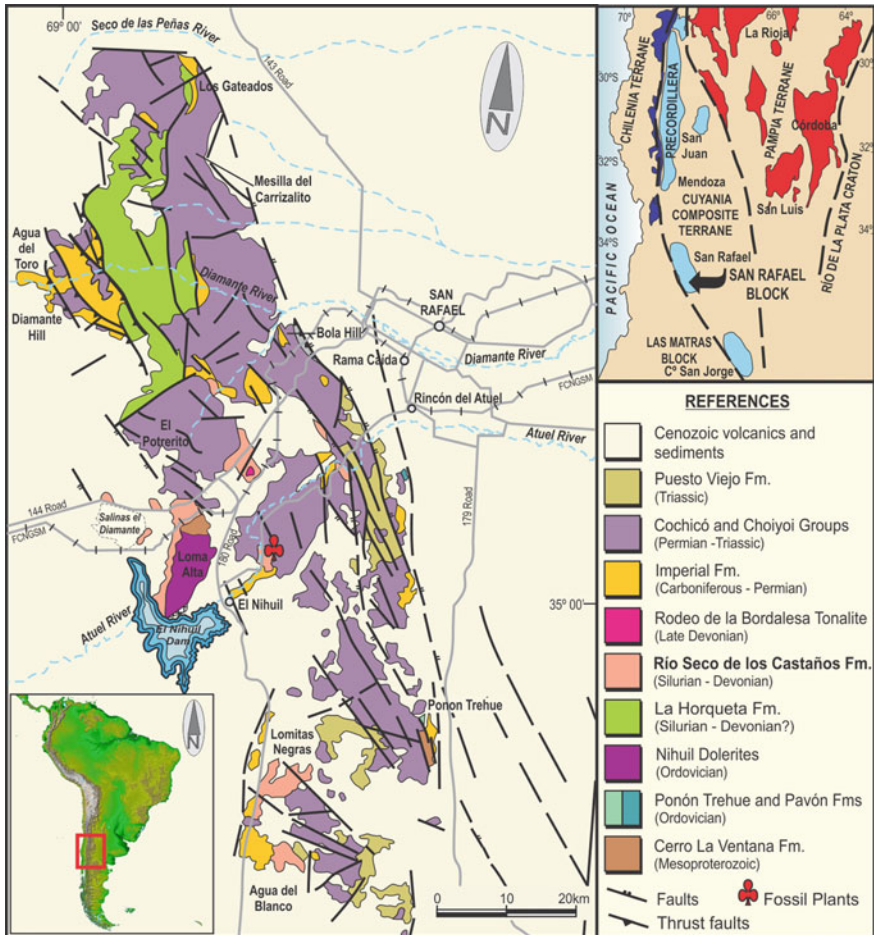 69° 00'
Seco de las Peñas River
143 Road
Los Gateados
N
Mesilla del
Carrizalito
Agua
del
Toro
Diamante River
Diamante
Hill
SAN
RAFAEL
Bola Hill
Rama Caída
Diamante River
FCNGSM
Rincón del Atuel
El
Potrerito
Atuel River
144 Road
Salinas el
Diamante
FCNGSM
179 Road
180 Road
Loma
Alta
El Nihuil
35° 00'
Atuel River
El Nihuil
Dam
Ponon Trehue
Lomitas
Negras
Agua del
Blanco
0
10
20km
N
70°
66°
64°
La Rioja
30°S
CHILENIA TERRANE
PRECORDILLERA
PAMPIA TERRANE
San
Juan
Córdoba
32°S
Mendoza
CUYANIA
COMPOSITE
TERRANE
San Luis
RÍO DE LA PLATA CRATON
PACIFIC OCEAN
34°S
34°
San Rafael
SAN RAFAEL
BLOCK
LAS MATRAS
BLOCK
Cº San Jorge
REFERENCES
Cenozoic volcanics and
sediments
Puesto Viejo Fm.
(Triassic)
Cochicó and Choiyoi Groups
(Permian -Triassic)
Imperial Fm.
(Carboniferous - Permian)
Rodeo de la Bordalesa Tonalite
(Late Devonian)
Río Seco de los Castaños Fm.
(Silurian - Devonian)
La Horqueta Fm.
(Silurian - Devonian?)
Nihuil Dolerites
(Ordovician)
Ponón Trehue and Pavón Fms
(Ordovician)
Cerro La Ventana Fm.
(Mesoproterozoic)
Faults
Fossil Plants
Thrust faults